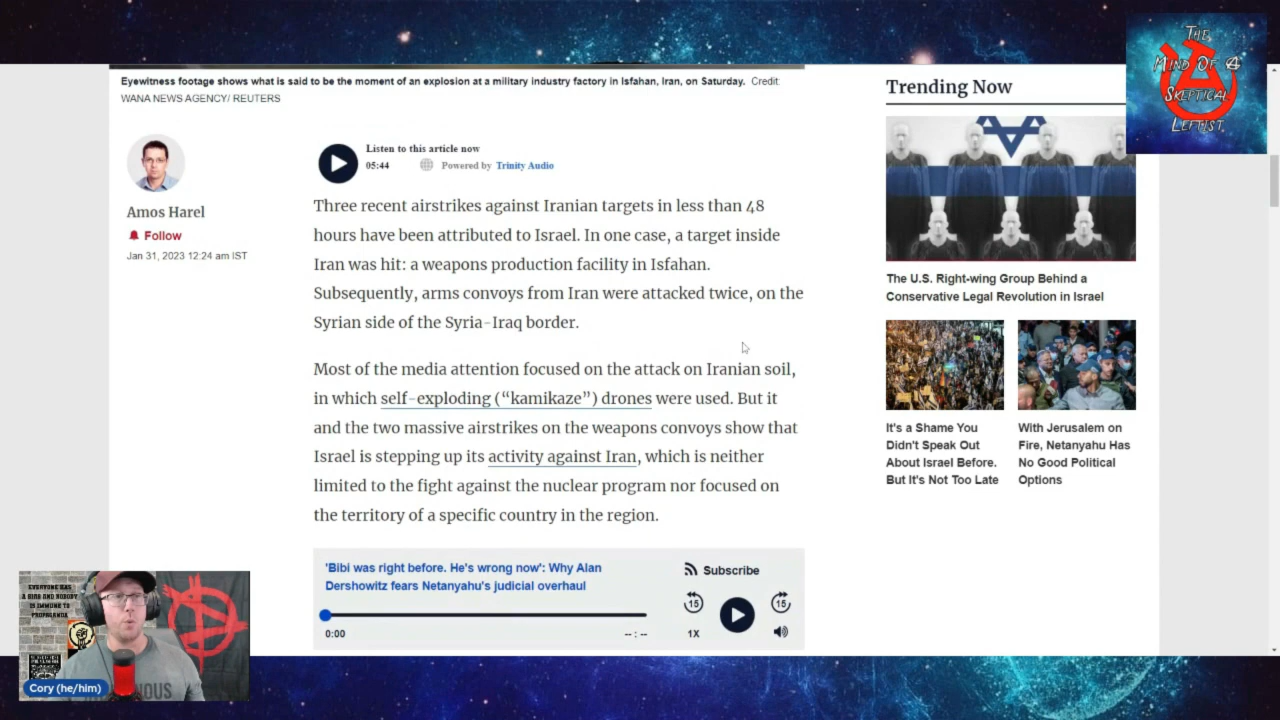 Eyewitness footage shows what is said to be the moment of an explosion at a military industry factory in Isfahan, Iran, on Saturday. Credit:
WANA NEWS AGENCY/ REUTERS
Amos Harel
Follow
Jan 31, 2023 12:24 am IST
Listen to this article now
05:44
Powered by Trinity Audio
Three recent airstrikes against Iranian targets in less than 48
hours have been attributed to Israel. In one case, a target inside
Iran was hit: a weapons production facility in Isfahan.
Subsequently, arms convoys from Iran were attacked twice, on the
Syrian side of the Syria-Iraq border.
Most of the media attention focused on the attack on Iranian soil,
in which self-exploding (“kamikaze”) drones were used. But it
and the two massive airstrikes on the weapons convoys show that
Israel is stepping up its activity against Iran, which is neither
limited to the fight against the nuclear program nor focused on
the territory of a specific country in the region.
'Bibi was right before. He's wrong now': Why Alan
Dershowitz fears Netanyahu's judicial overhaul
0:00
-- : --
Subscribe
15
15
1X
Trending Now
The U.S. Right-wing Group Behind a
Conservative Legal Revolution in Israel
It's a Shame You
Didn't Speak Out
About Israel Before.
But It's Not Too Late
With Jerusalem on
Fire, Netanyahu Has
No Good Political
Options
The
Mind Of A
Skeptical
Leftist
EVERYONE HAS
A BIAS AND NOBODY
IS IMMUNE TO
PROPAGANDA
Cory (he/him)